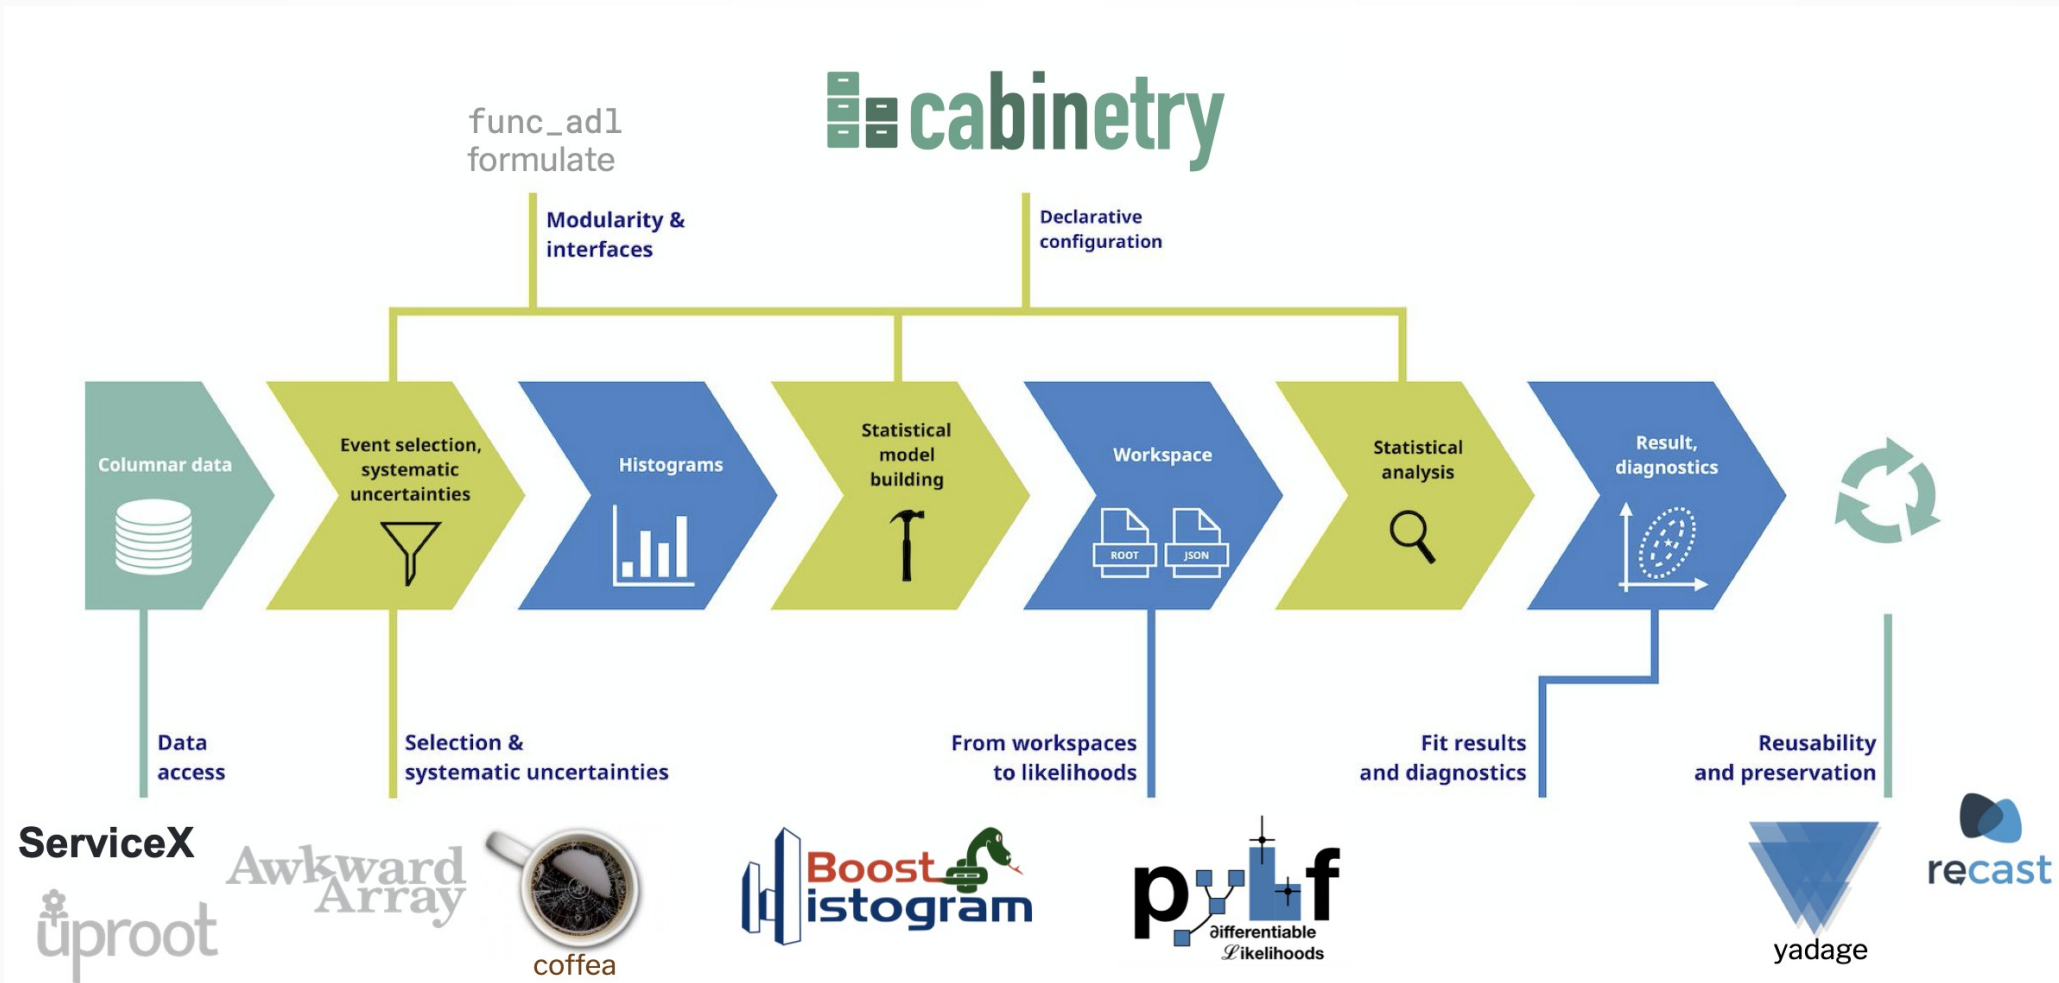 cabinetry
func_adl
formulate
Modularity &
interfaces
Declarative
configuration
Columnar data
Event selection,
systematic
uncertainties
Histograms
Statistical
model
building
Workspace
ROOT
JSON
Statistical
analysis
Result,
diagnostics
Data
access
Selection &
systematic uncertainties
From workspaces
to likelihoods
Fit results
and diagnostics
Reusability
and preservation
ServiceX
uproot
Awkward
Array
coffea
Boost
Histogram
pyhf
∂ifferentiable
ℒikelihoods
yadage
recast